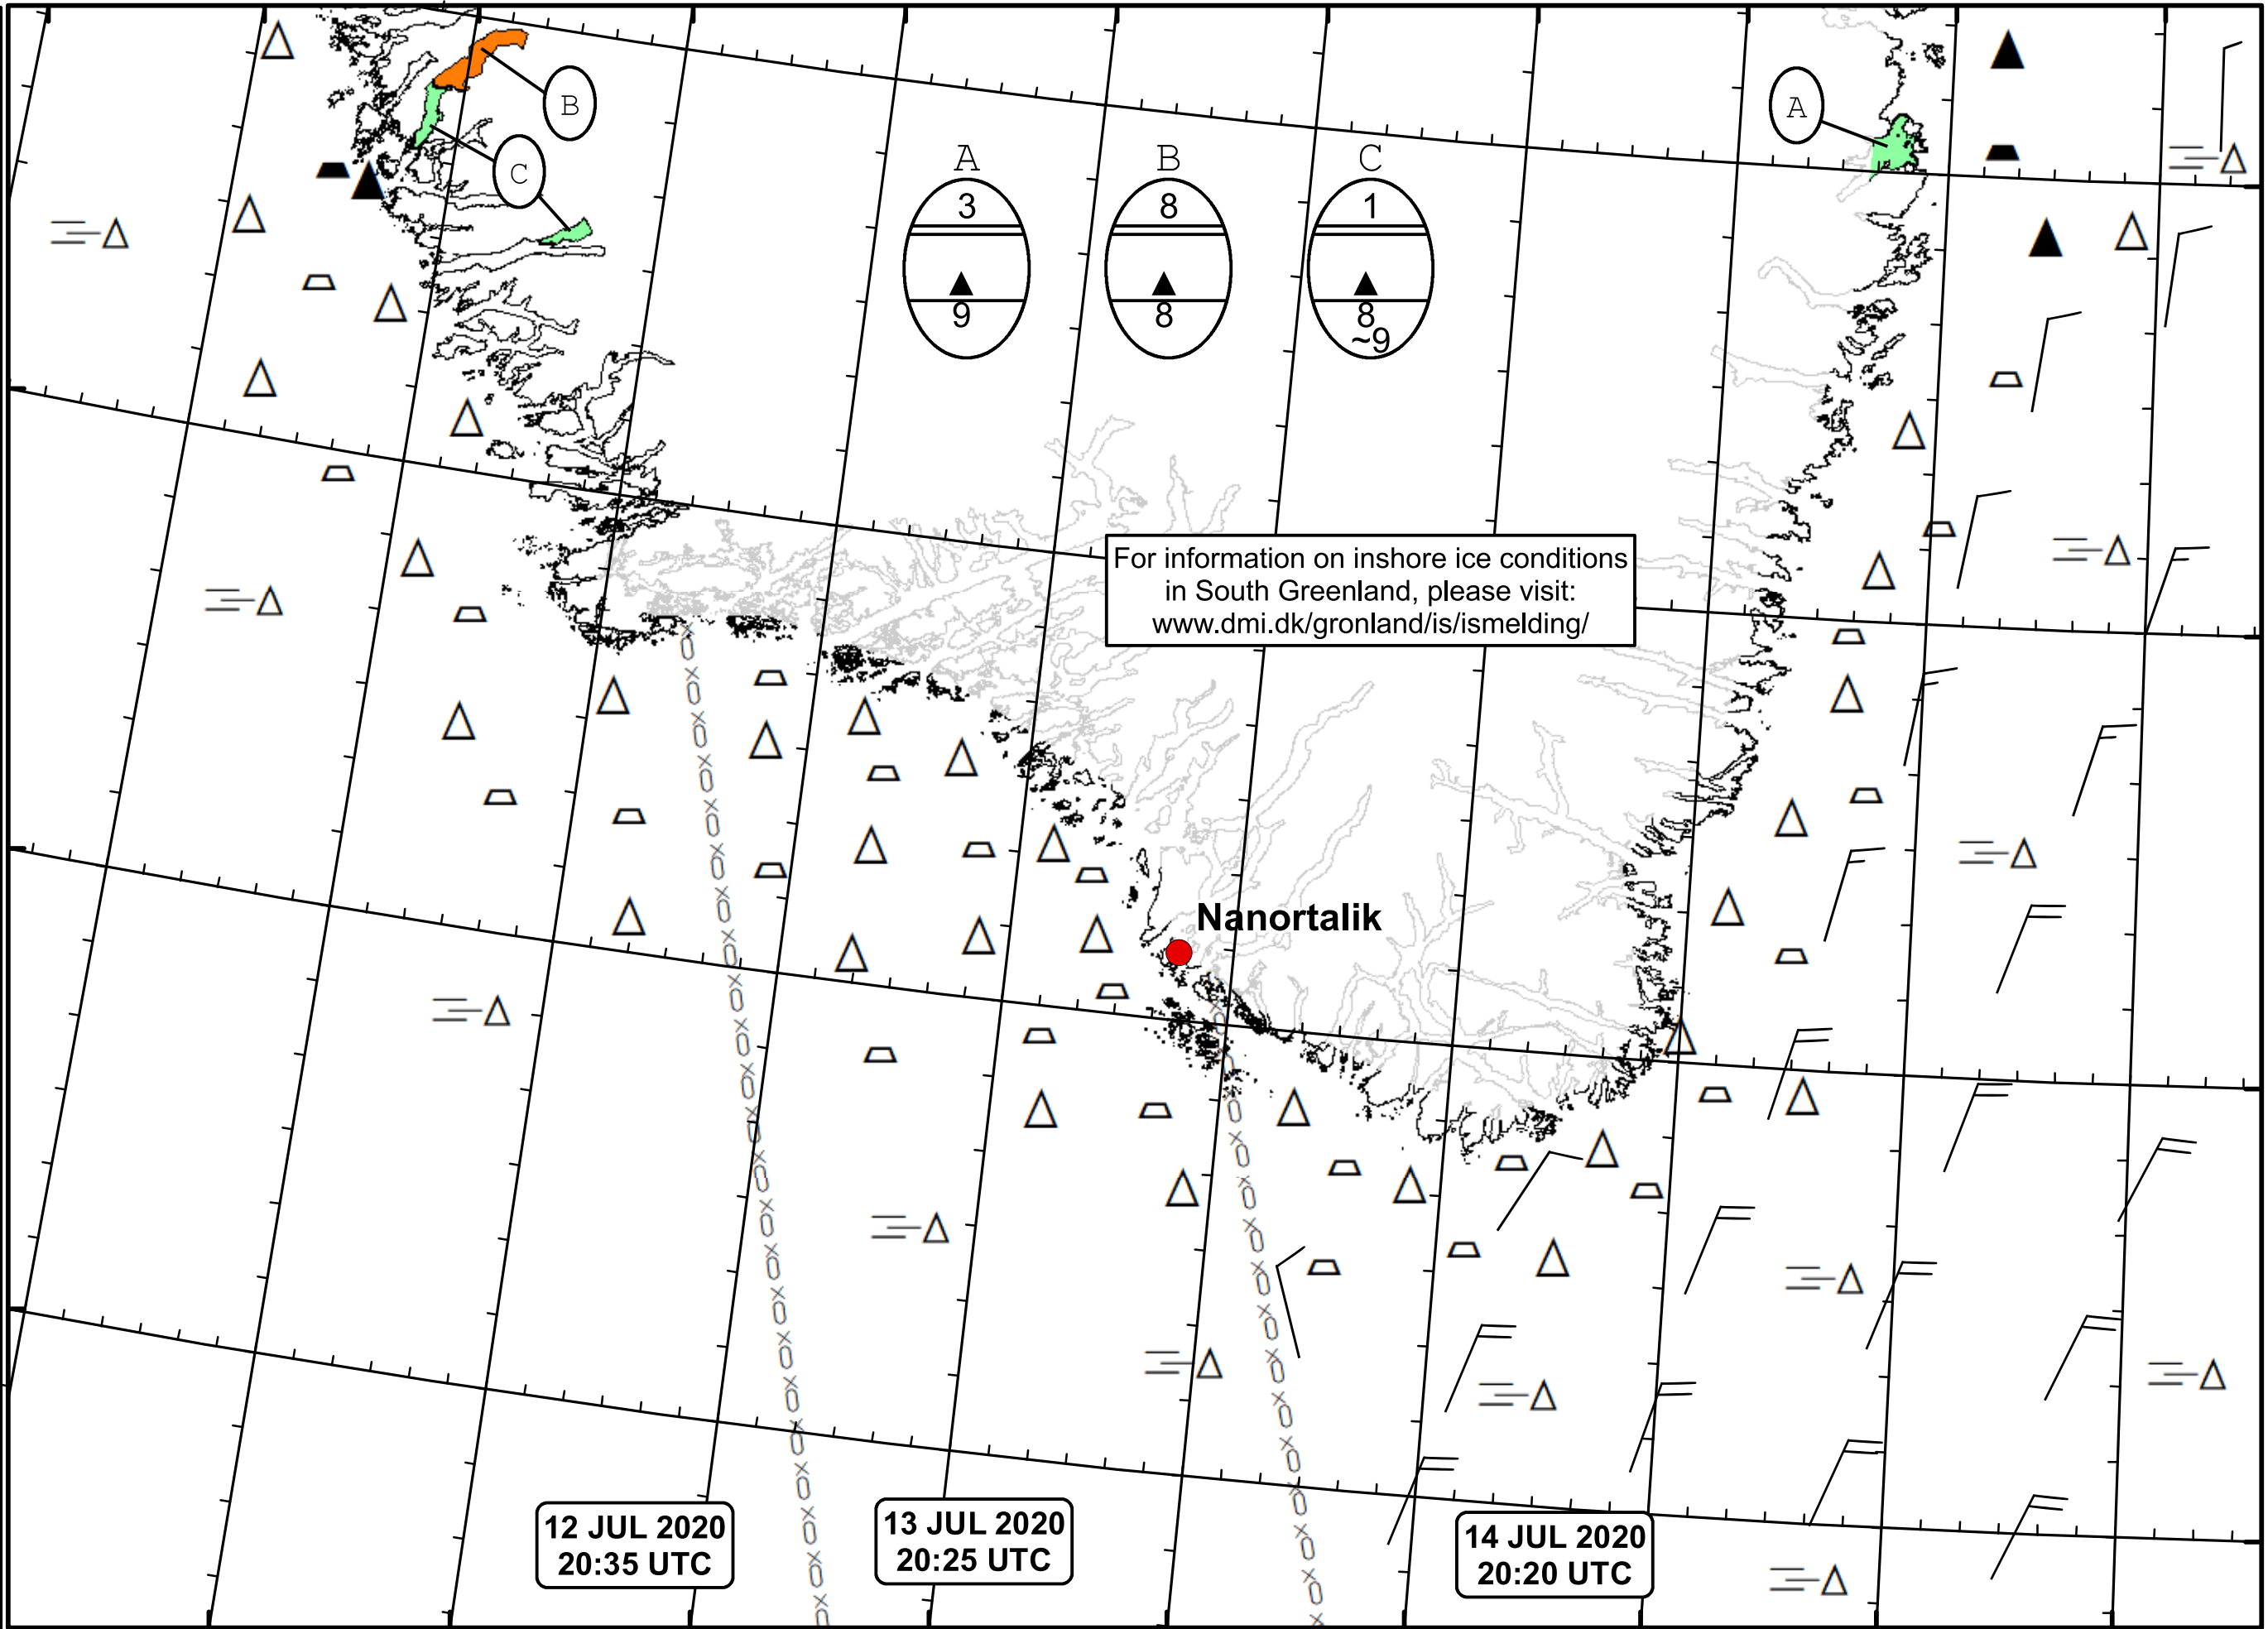 B
C
A
A
B
C
3
8
1
9
8
8
~9
For information on inshore ice conditions
in South Greenland, please visit:
www.dmi.dk/gronland/is/ismelding/
Nanortalik
12 JUL 2020
20:35 UTC
13 JUL 2020
20:25 UTC
14 JUL 2020
20:20 UTC